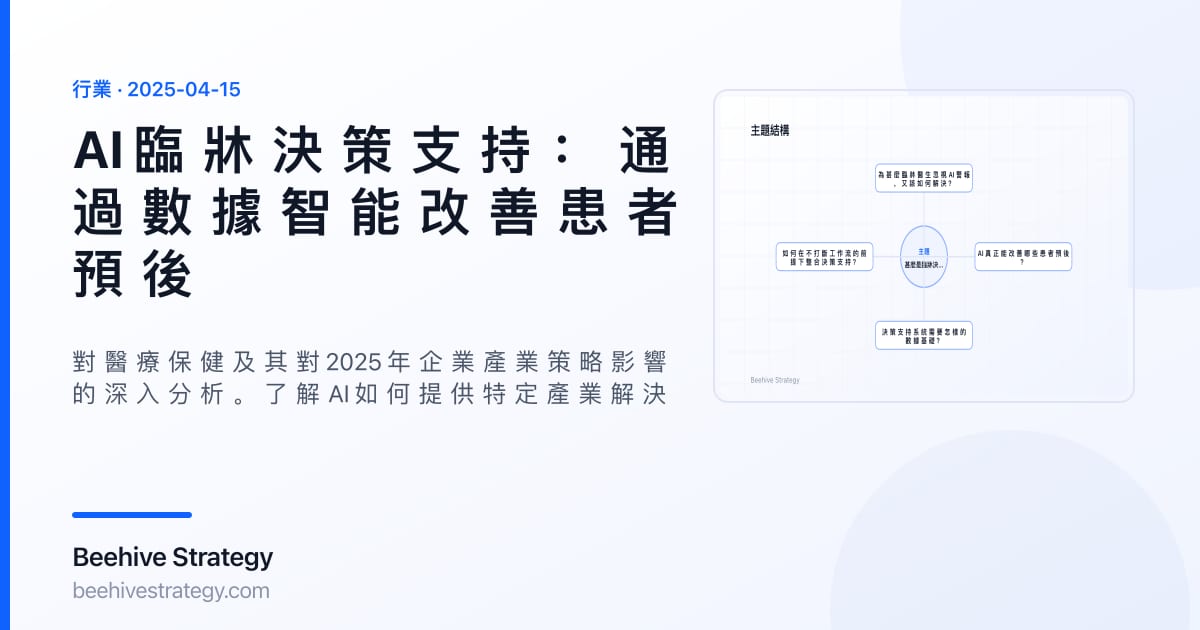 行業 · 2025-04-15
AI臨牀決策支持：通
過數據智能改善患者
預後
對醫療保健及其對2025年企業產業策略影響
的深入分析。了解AI如何提供特定產業解決
Beehive Strategy
beehivestrategy.com
主題結構
為甚麼臨牀醫生忽視AI警報
，又該如何解決？
如何在不打斷工作流的前
提下整合決策支持？
主題
甚麼是臨牀決...
AI真正能改善哪些患者預後
？
決策支持系統需要怎樣的
數據基礎？
Beehive Strategy